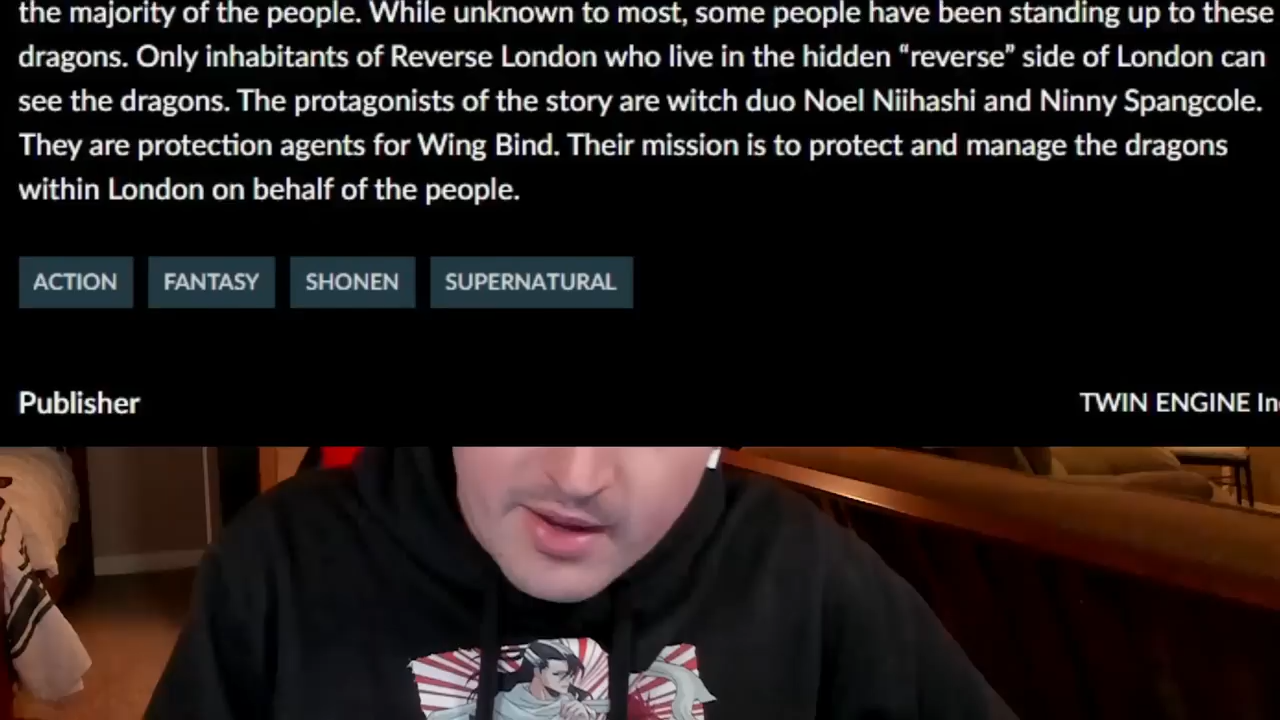 the majority of the people. While unknown to most, some people have been standing up to these
dragons. Only inhabitants of Reverse London who live in the hidden “reverse” side of London can
see the dragons. The protagonists of the story are witch duo Noel Niihashi and Ninny Spangcole.
They are protection agents for Wing Bind. Their mission is to protect and manage the dragons
within London on behalf of the people.
ACTION FANTASY SHONEN SUPERNATURAL
Publisher TWIN ENGINE In